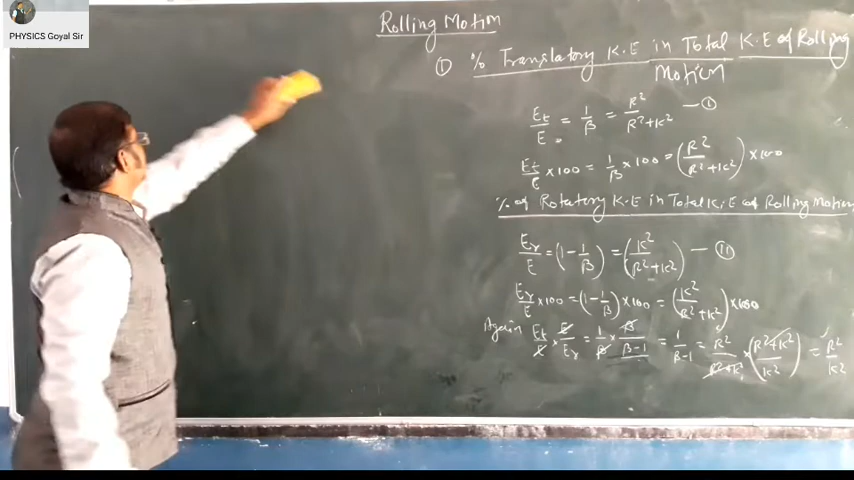 PHYSICS Goyal Sir
Rolling Motion
① % Translatory K.E in Total K.E of Rolling
Motion
Et/E = 1/β = R²/R²+K² — ①
Et/E × 100 = 1/β × 100 = (R²/R²+K²) × 100
% of Rotatory K.E in Total K.E of Rolling Motion
Er/E = (1 - 1/β) = (K²/R²+K²) — ⑪
Er/E × 100 = (1 - 1/β) × 100 = (K²/R²+K²) × 100
Again Et/E × E/Er = 1/β × β/β-1 = 1/β-1 = R²/R²+K² × (R²+K²/K²) = R²/K²